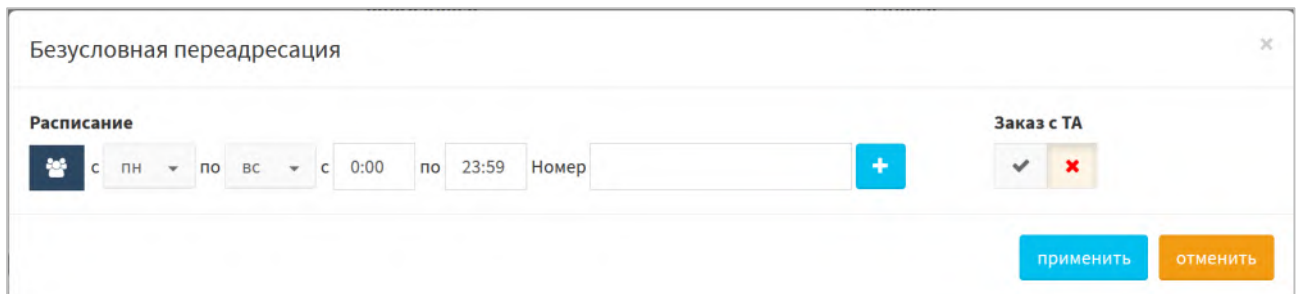 Безусловная переадресация
Расписание
Заказ с ТА
с пн по вс с 0:00 по 23:59 Номер
применить отменить